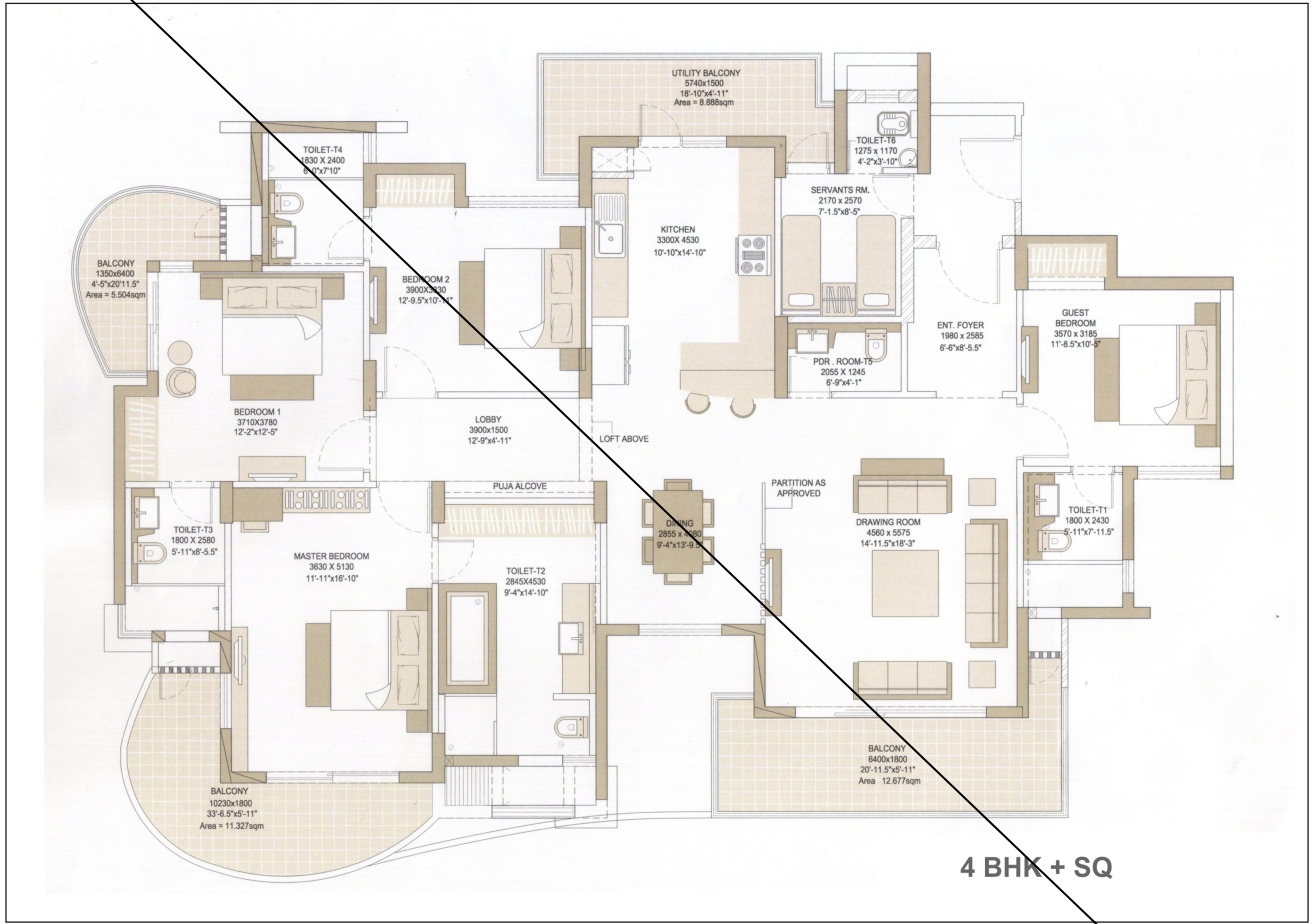 UTILITY BALCONY
5740x1500
18'-10"x4'-11"
Area = 8.888sqm
TOILET-T6
1275 x 1170
4'-2"x3'-10"
TOILET-T4
1830 X 2400
6'-0"x7'10"
SERVANTS RM.
2170 x 2570
7'-1.5"x8'-5"
KITCHEN
3300X 4530
10'-10"x14'-10"
BALCONY
1350x6400
4'-5"x20'11.5"
Area = 5.504sqm
BEDROOM 2
12'-9.5"x10'-11"
ENT. FOYER
1980 x 2585
6'-6"x8'-5.5"
GUEST
BEDROOM
3570 x 3185
11'-8.5"x10'-5"
PDR . ROOM-T5
2055 X 1245
6'-9"x4'-1"
BEDROOM 1
3710X3780
12'-2"x12'-5"
LOBBY
3900x1500
12'-9"x4'-11"
LOFT ABOVE
PUJA ALCOVE
PARTITION AS
APPROVED
TOILET-T3
1800 X 2580
5'-11"x8'-5.5"
MASTER BEDROOM
3630 X 5130
11'-11"x16'-10"
TOILET-T2
2845X4530
9'-4"x14'-10"
DINING
9'-4"x13'-9.5"
DRAWING ROOM
4560 x 5575
14'-11.5"x18'-3"
TOILET-T1
1800 X 2430
5'-11"x7'-11.5"
BALCONY
10230x1800
33'-6.5"x5'-11"
Area = 11.327sqm
BALCONY
6400x1800
20'-11.5"x5'-11"
Area 12.677sqm
4 BHK + SQ